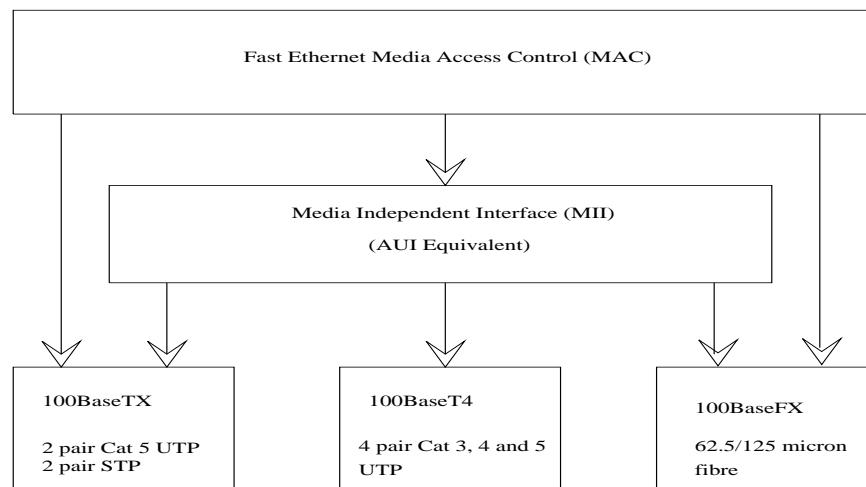 Fast Ethernet Media Access Control (MAC)
Media Independent Interface (MII)
(AUI Equivalent)
100BaseTX
2 pair Cat 5 UTP
2 pair STP
100BaseT4
4 pair Cat 3, 4 and 5
UTP
100BaseFX
62.5/125 micron
fibre